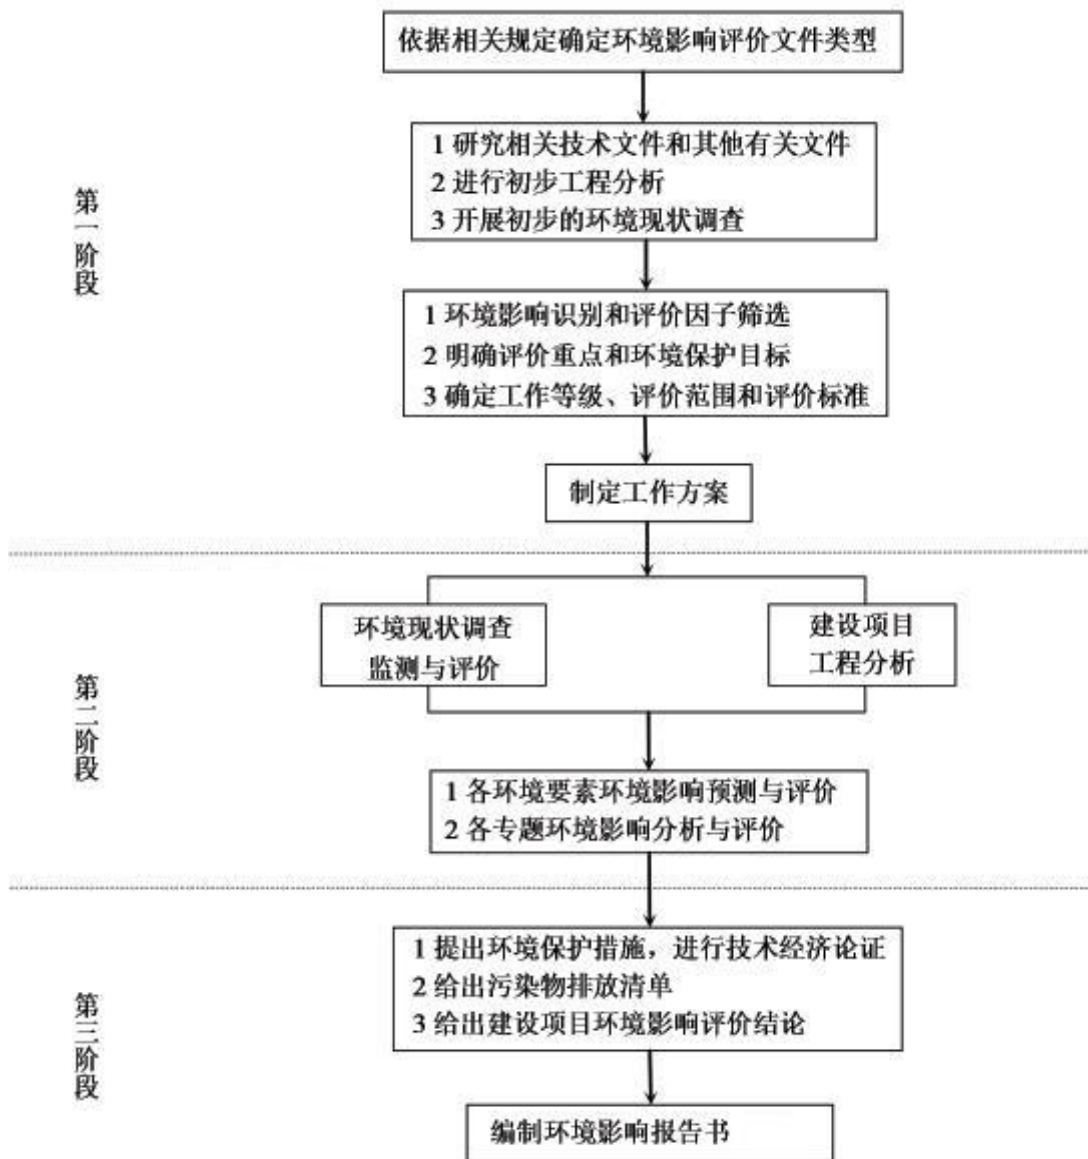 依据相关规定确定环境影响评价文件类型
1 研究相关技术文件和其他有关文件
2 进行初步工程分析
3 开展初步的环境现状调查
第一阶段
1 环境影响识别和评价因子筛选
2 明确评价重点和环境保护目标
3 确定工作等级、评价范围和评价标准
制定工作方案
环境现状调查
监测与评价
建设项目
工程分析
第二阶段
1 各环境要素环境影响预测与评价
2 各专题环境影响分析与评价
1 提出环境保护措施，进行技术经济论证
2 给出污染物排放清单
3 给出建设项目环境影响评价结论
第三阶段
编制环境影响报告书